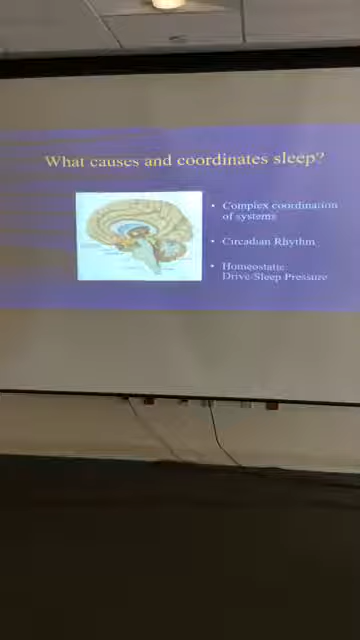 What causes and coordinates sleep?
• Complex coordination
of systems
• Circadian Rhythm
• Homeostatic
Drive/Sleep Pressure